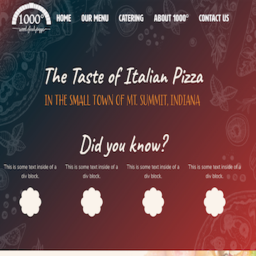 1000°
wood-fired pizza
HOME OUR MENU CATERING ABOUT 1000° CONTACT US
The Taste of Italian Pizza
IN THE SMALL TOWN OF MT. SUMMIT, INDIANA
Did you know?
This is some text inside of a div block.
This is some text inside of a div block.
This is some text inside of a div block.
This is some text inside of a div block.